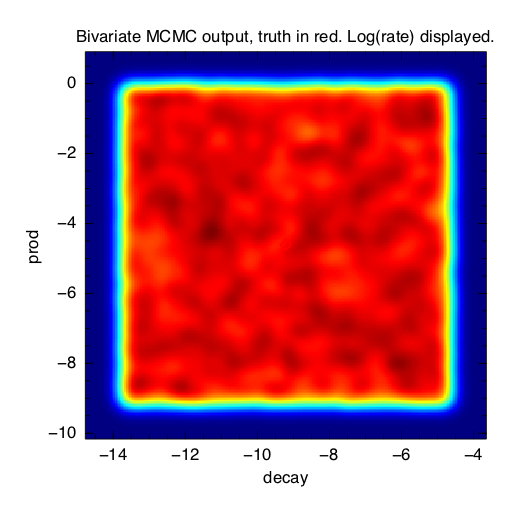 Bivariate MCMC output, truth in red. Log(rate) displayed.
0
−2
−4
−6
−8
−10
prod
−14 −12 −10 −8 −6 −4
decay